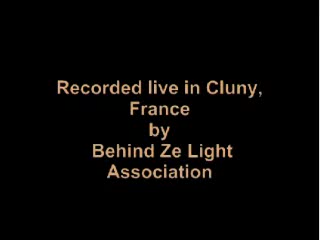 Recorded live in Cluny,
France
by
Behind Ze Light
Association